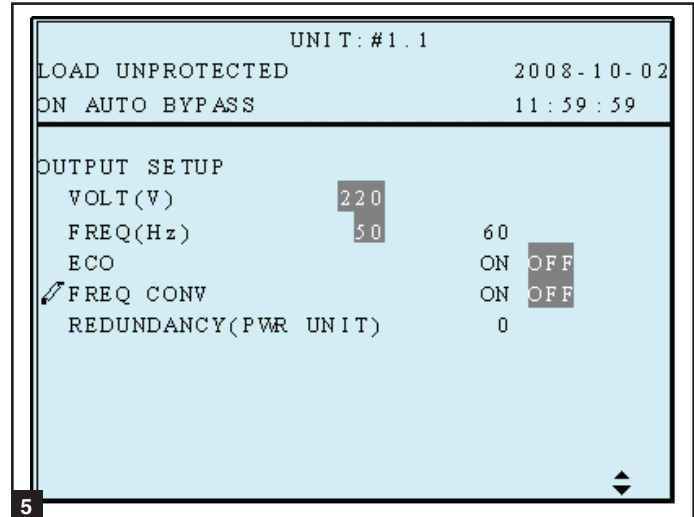 UNIT:#1.1
LOAD UNPROTECTED 2008-10-02
ON AUTO BYPASS 11:59:59
OUTPUT SETUP
VOLT(V) 220
FREQ(Hz) 50 60
ECO ON OFF
FREQ CONV ON OFF
REDUNDANCY(PWR UNIT) 0
5